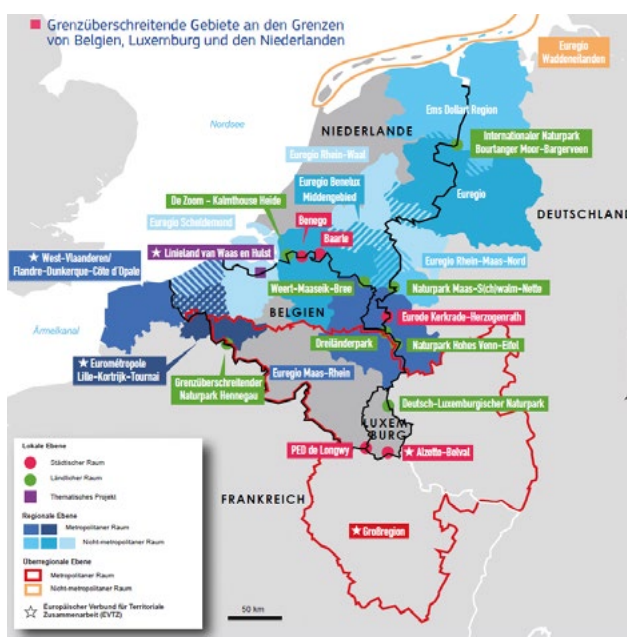 Grenzüberschreitende Gebiete an den Grenzen
von Belgien, Luxemburg und den Niederlanden
Euregio
Waddeneilanden
Ems Dollart Region
Nordsee
NIEDERLANDE
Internationaler Naturpark
Bourtanger Moor-Bargerveen
Euregio Rhein-Waal
De Zoom - Kalmthouse Heide
Euregio Benelux
Middengebied
Euregio
DEUTSCHLAND
Benego
Euregio Scheldemond
Baarle
West-Vlaanderen/
Flandre-Dunkerque-Côte d'Opale
Linieland van Waas en Hulst
Euregio Rhein-Maas-Nord
Weert-Maaseik-Bree
Naturpark Maas-S(ch)walm-Nette
BELGIEN
Eurode Kerkrade-Herzogenrath
Ärmelkanal
Dreiländerpark
Naturpark Hohes Venn-Eifel
Eurométropole
Lille-Kortrijk-Tournai
Euregio Maas-Rhein
Grenzüberschreitender
Naturpark Hennegau
Deutsch-Luxemburgischer Naturpark
LUXEM
BURG
PED de Longwy
Alzette-Belval
FRANKREICH
Großregion
Lokale Ebene
Städtischer Raum
Ländlicher Raum
Thematisches Projekt
Regionale Ebene
Metropolitaner Raum
Nicht-metropolitaner Raum
Überregionale Ebene
Metropolitaner Raum
Nicht-metropolitaner Raum
Europäischer Verbund für Territoriale
Zusammenarbeit (EVTZ)
50 km